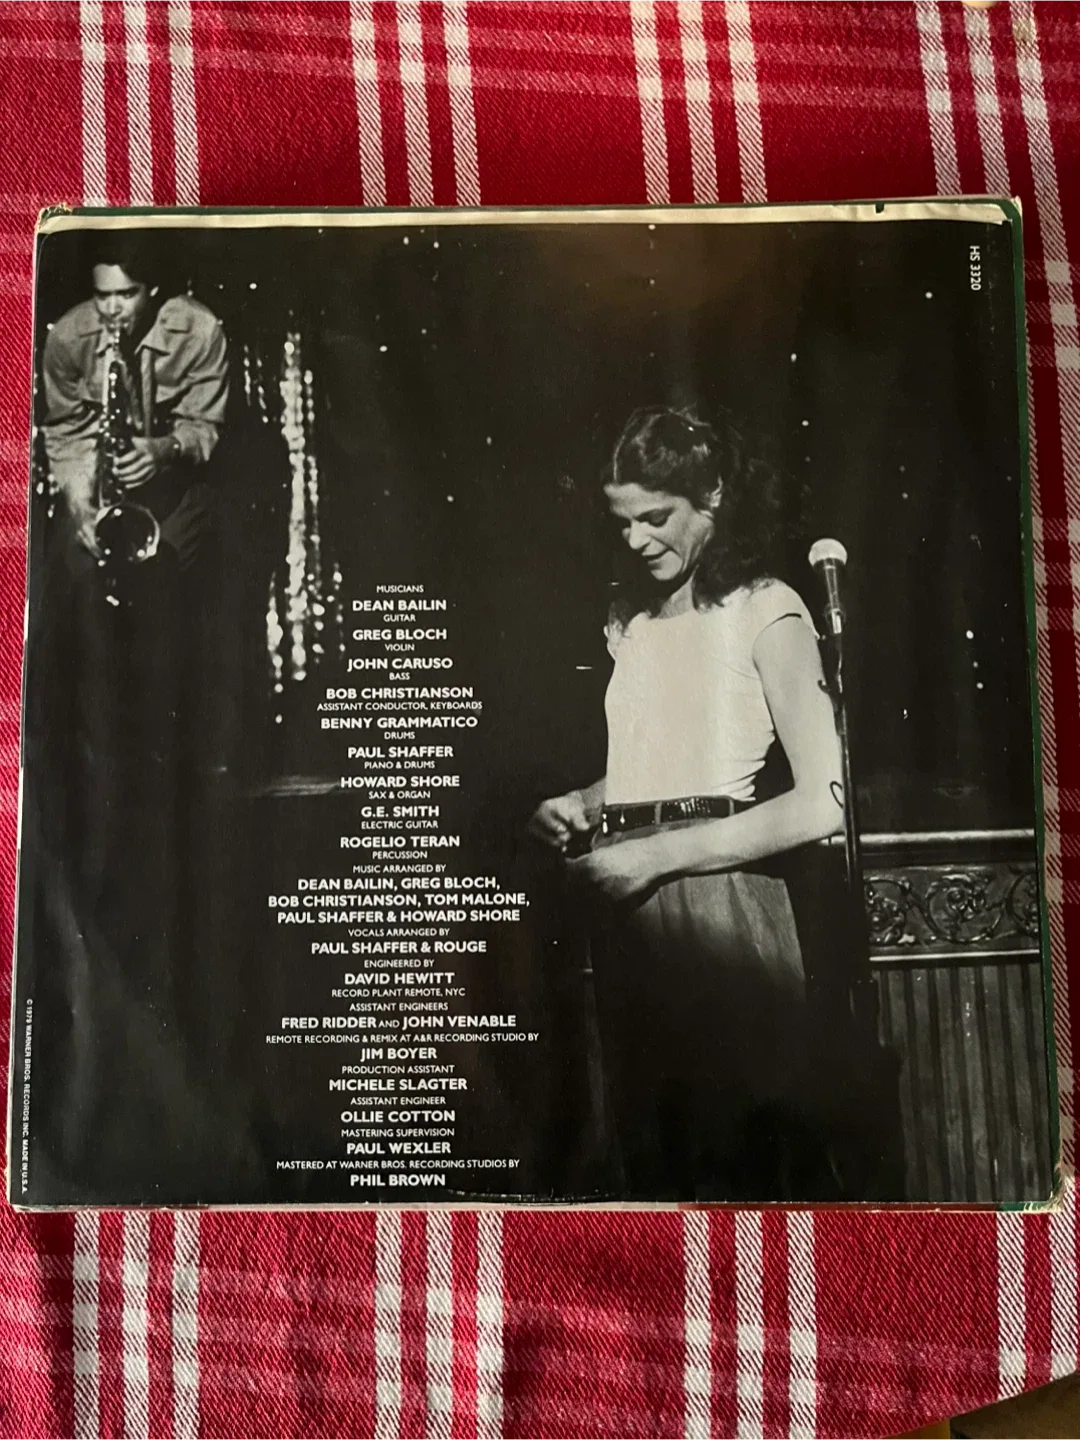 HS 3320
MUSICIANS
DEAN BAILIN
GUITAR
GREG BLOCH
VIOLIN
JOHN CARUSO
BASS
BOB CHRISTIANSON
ASSISTANT CONDUCTOR, KEYBOARDS
BENNY GRAMMATICO
DRUMS
PAUL SHAFFER
PIANO & DRUMS
HOWARD SHORE
SAX & ORGAN
G.E. SMITH
ELECTRIC GUITAR
ROGELIO TERAN
PERCUSSION
MUSIC ARRANGED BY
DEAN BAILIN, GREG BLOCH,
BOB CHRISTIANSON, TOM MALONE,
PAUL SHAFFER & HOWARD SHORE
VOCALS ARRANGED BY
PAUL SHAFFER & ROUGE
ENGINEERED BY
DAVID HEWITT
RECORD PLANT REMOTE, NYC
ASSISTANT ENGINEERS
FRED RIDDER AND JOHN VENABLE
REMOTE RECORDING & REMIX AT A&R RECORDING STUDIO BY
JIM BOYER
PRODUCTION ASSISTANT
MICHELE SLAGTER
ASSISTANT ENGINEER
OLLIE COTTON
MASTERING SUPERVISION
PAUL WEXLER
MASTERED AT WARNER BROS. RECORDING STUDIOS BY
PHIL BROWN
© 1979 WARNER BROS. RECORDS INC. MADE IN U.S.A.